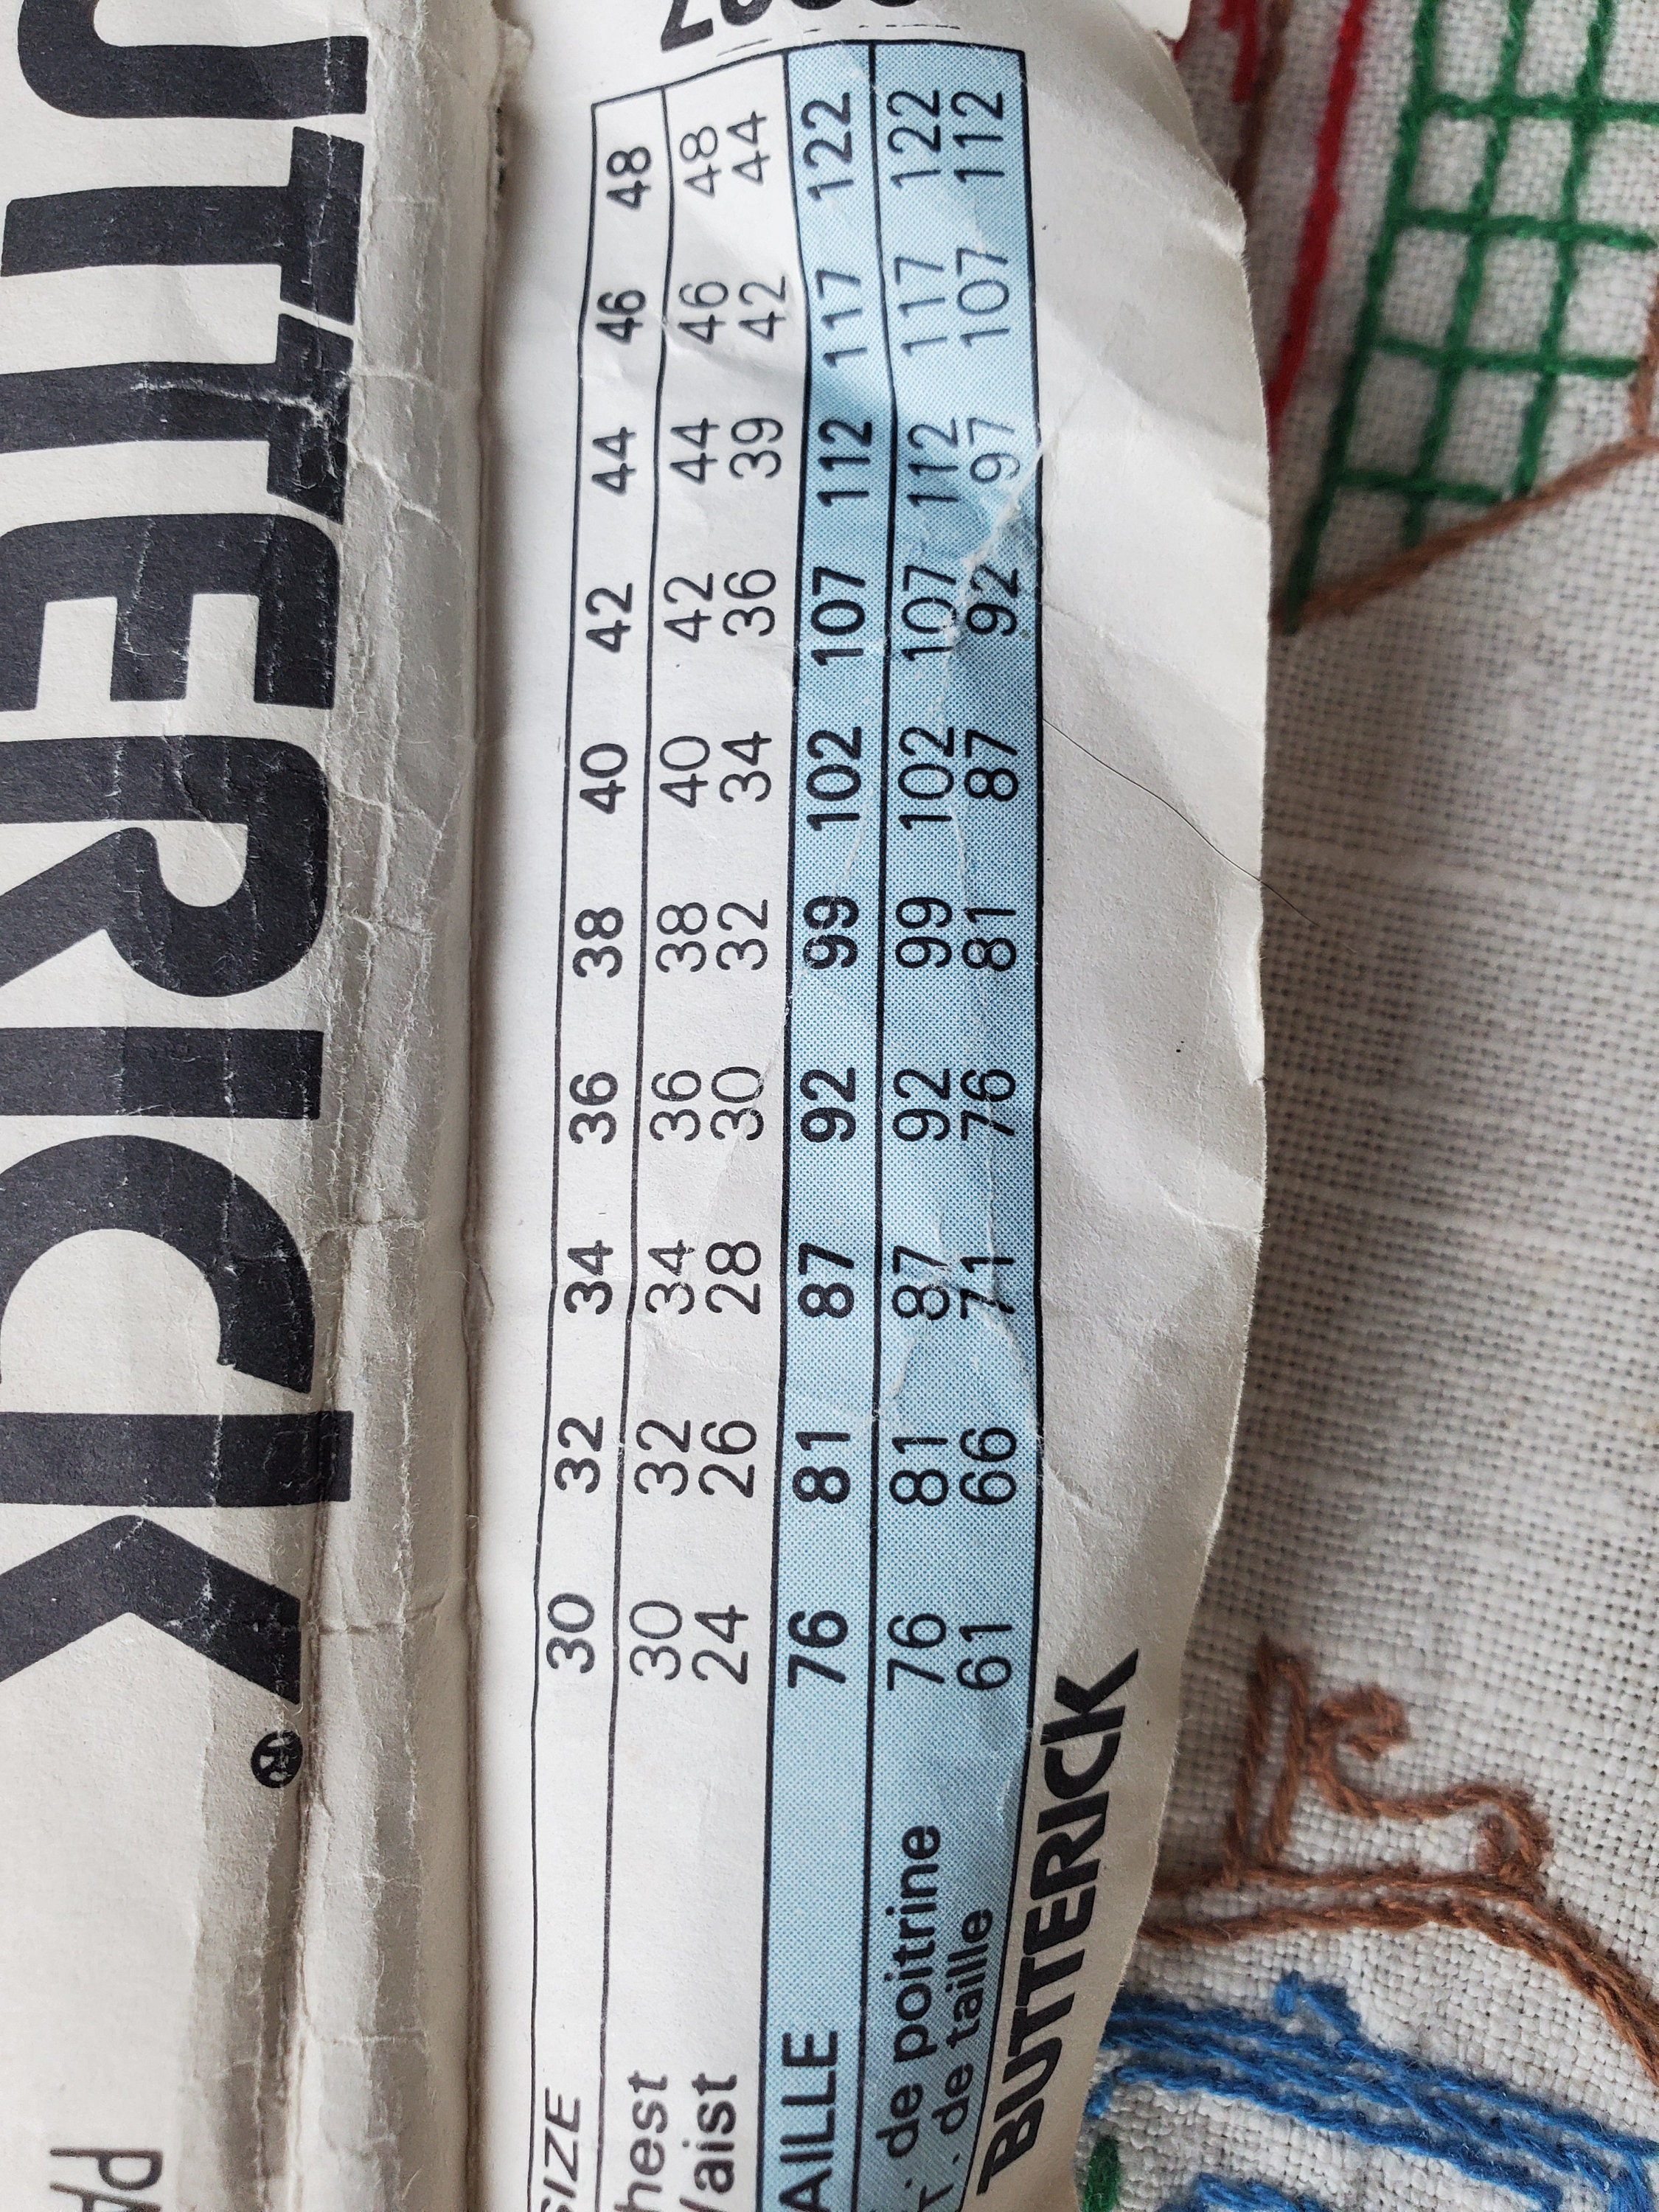 UTTERICK
PA
SIZE 30 32 34 36 38 40 42 44 46 48
hest 30 32 34 36 38 40 42 44 46 48
aist 24 26 28 30 32 34 36 39 42 44
AILLE 76 81 87 92 99 102 107 112 117 122
T. de poitrine 76 81 87 92 99 102 107 112 117 122
T. de taille 61 66 71 76 81 87 92 97 107 112
BUTTERICK